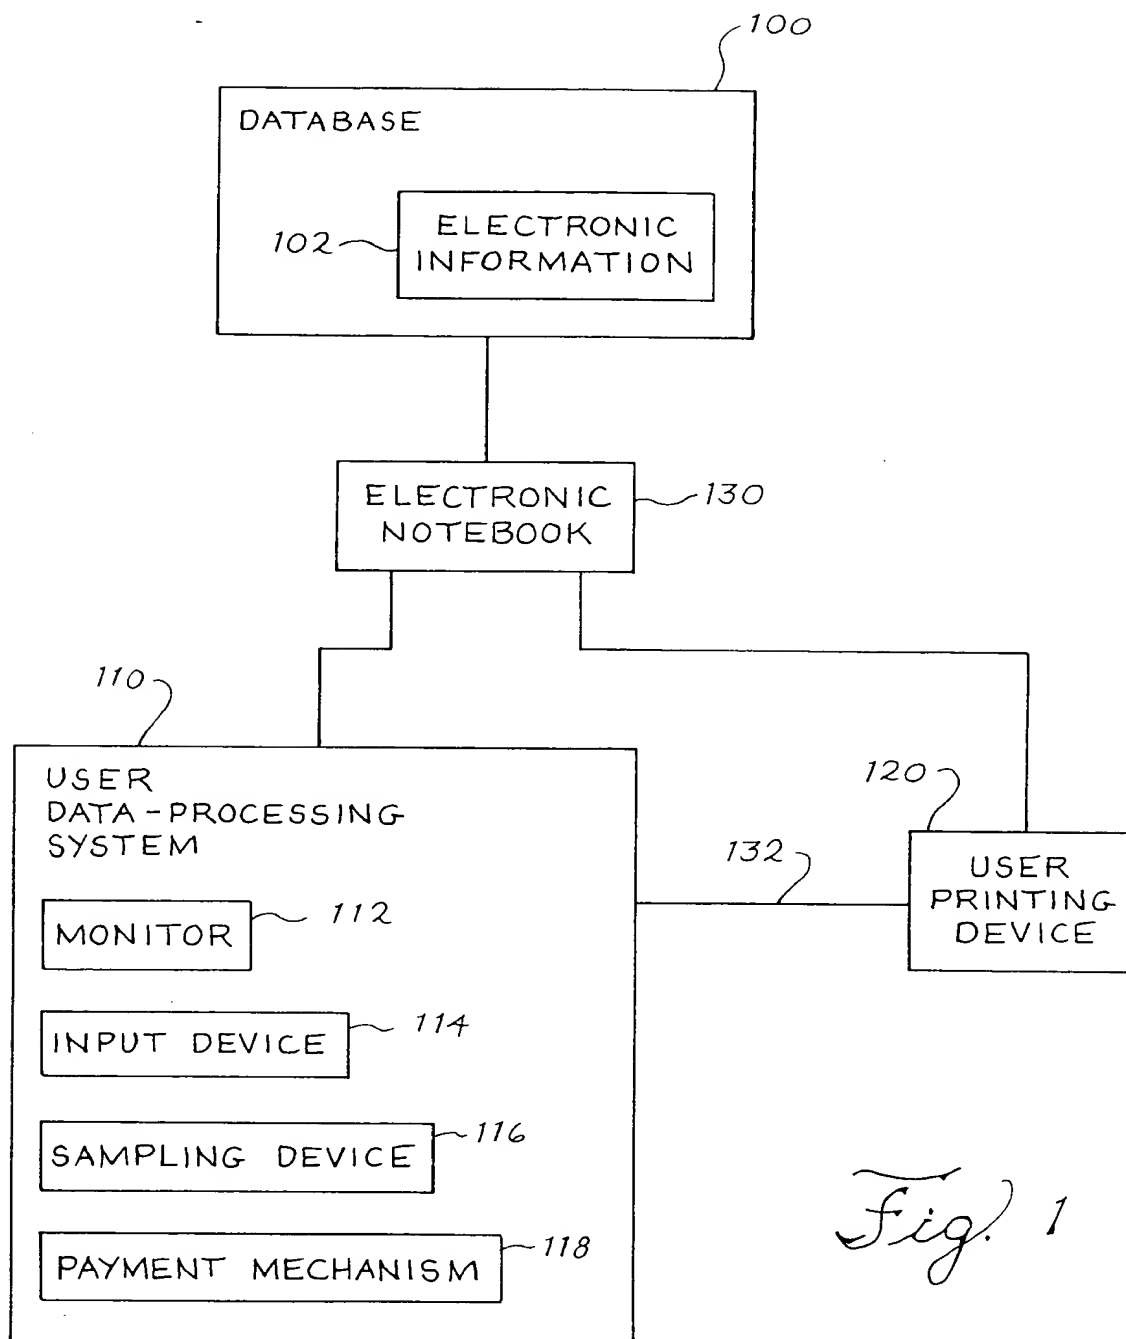 100
DATABASE
ELECTRONIC
INFORMATION
102
ELECTRONIC
NOTEBOOK
130
110
USER
DATA-PROCESSING
SYSTEM
120
132
USER
PRINTING
DEVICE
MONITOR
112
INPUT DEVICE
114
SAMPLING DEVICE
116
PAYMENT MECHANISM
118
Fig. 1